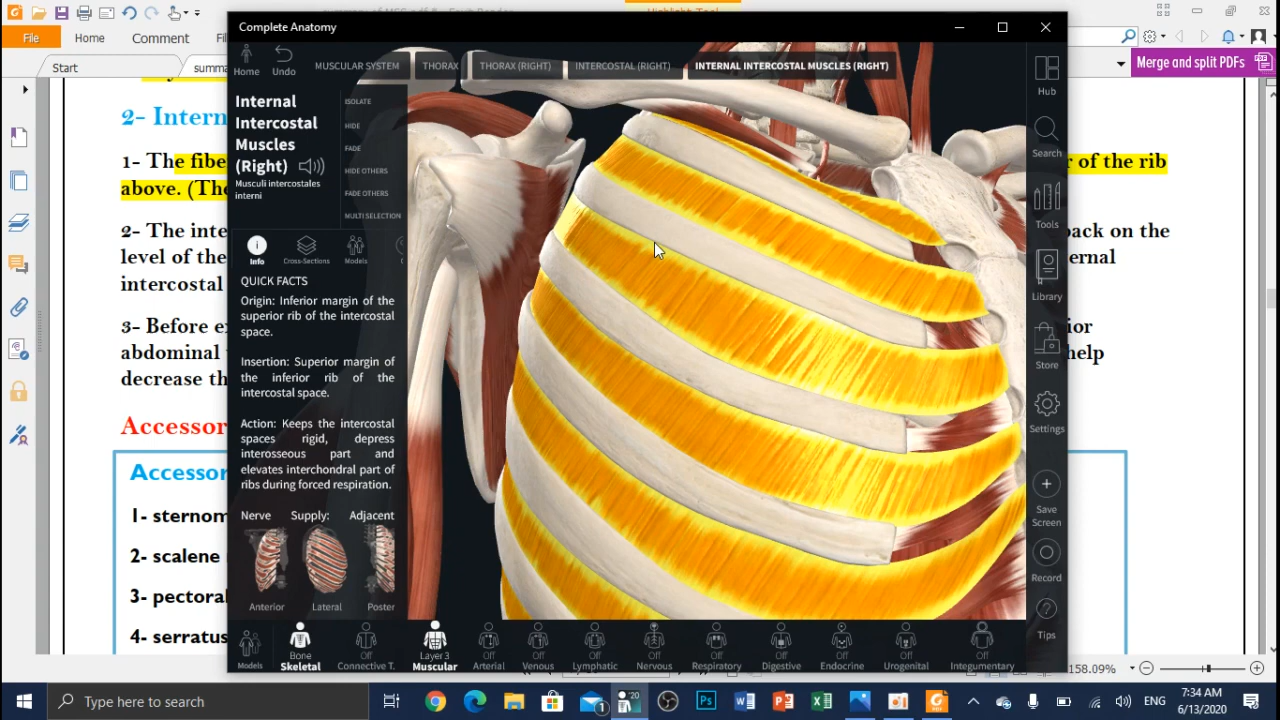 Complete Anatomy
File
Home
Comment
Merge and split PDFs
Start
summa
Home
Undo
MUSCULAR SYSTEM
THORAX
THORAX (RIGHT)
INTERCOSTAL (RIGHT)
INTERNAL INTERCOSTAL MUSCLES (RIGHT)
Hub
Internal
Intercostal
Muscles
(Right)
Musculi intercostales
interni
ISOLATE
HIDE
FADE
HIDE OTHERS
FADE OTHERS
MULTI SELECTION
Info
Cross-Sections
Models
QUICK FACTS
Origin: Inferior margin of the
superior rib of the intercostal
space.
Insertion: Superior margin of
the inferior rib of the
intercostal space.
Action: Keeps the intercostal
spaces rigid, depress
interosseous part and
elevates interchondral part of
ribs during forced respiration.
Nerve Supply: Adjacent
Anterior
Lateral
Poster
Search
Tools
Library
Store
Settings
Save
Screen
Record
Tips
2- Intern
1- The fiber
r of the rib
above. (The
2- The inte
back on the
level of the
ternal
intercostal
3- Before e
ior
abdominal
help
decrease th
Accessor
Accessor
1- sternom
2- scalene
3- pectoral
4- serratus
Models
Bone
Skeletal
Off
Connective T.
Layer 3
Muscular
Off
Arterial
Off
Venous
Off
Lymphatic
Off
Nervous
Off
Respiratory
Off
Digestive
Off
Endocrine
Off
Urogenital
Off
Integumentary
158.09%
Type here to search
ENG
7:34 AM
6/13/2020